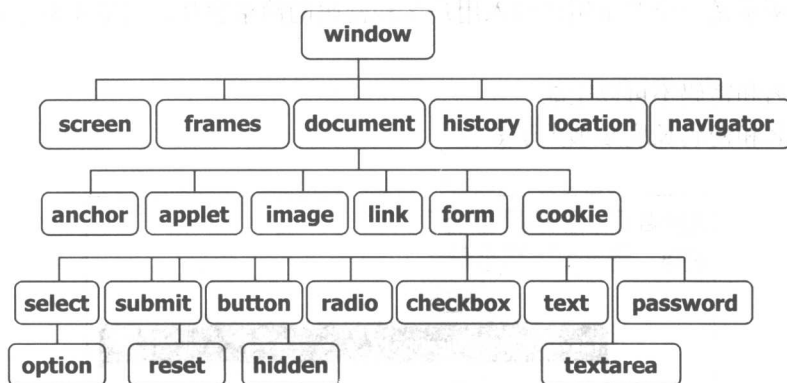 window
screen frames document history location navigator
anchor applet image link form cookie
select submit button radio checkbox text password
option reset hidden textarea